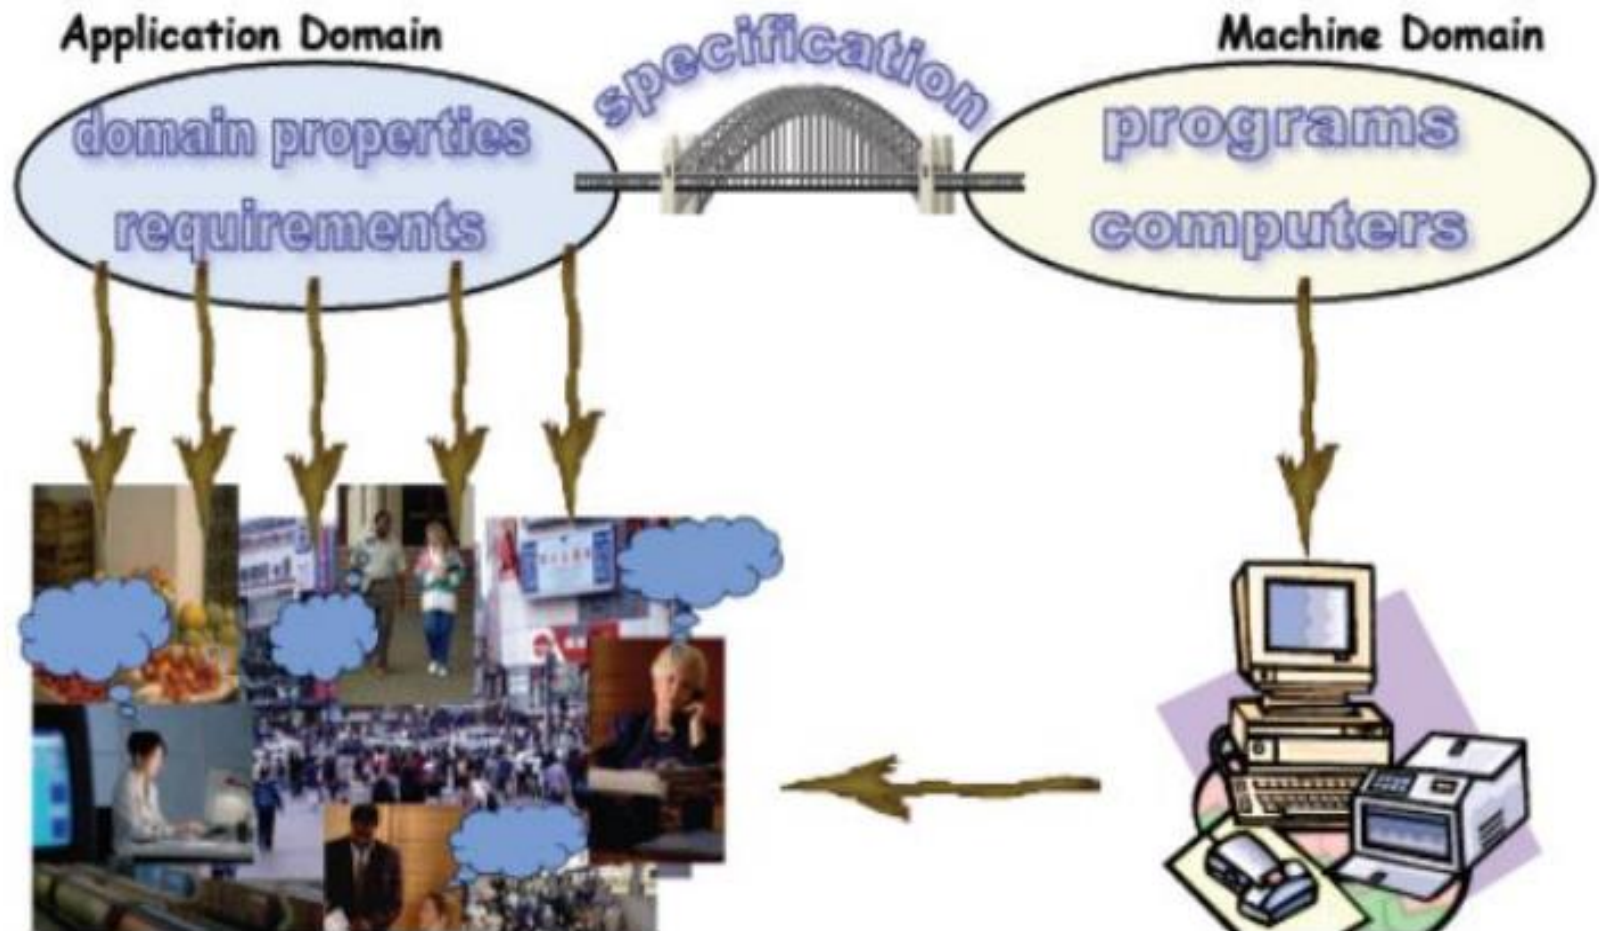 Application Domain
specification
Machine Domain
domain properties
requirements
programs
computers